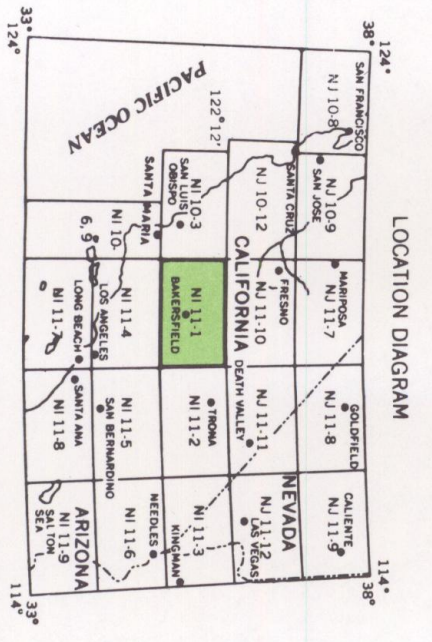 LOCATION DIAGRAM
124°
114°
38°
38°
SAN FRANCISCO
NJ 10-8
NJ 10-9
SAN JOSE
MARIPOSA
NJ 11-7
GOLDFIELD
NJ 11-8
CALIENTE
NJ 11-9
SANTA CRUZ
NJ 10-12
FRESNO
NJ 11-10
CALIFORNIA
NJ 11-11
DEATH VALLEY
NEVADA
NJ 11-12
LAS VEGAS
122° 12'
PACIFIC OCEAN
NI 10-3
SAN LUIS
OBISPO
NI 11-1
BAKERSFIELD
TRONA
NI 11-2
NI 11-3
KINGMAN
SANTA MARIA
NI 10-
6, 9
NI 11-4
LOS ANGELES
NI 11-5
SAN BERNARDINO
NEEDLES
NI 11-6
LONG BEACH
NI 11-7
SANTA ANA
NI 11-8
ARIZONA
NI 11-9
SALTON
SEA
33°
124°
33°
114°